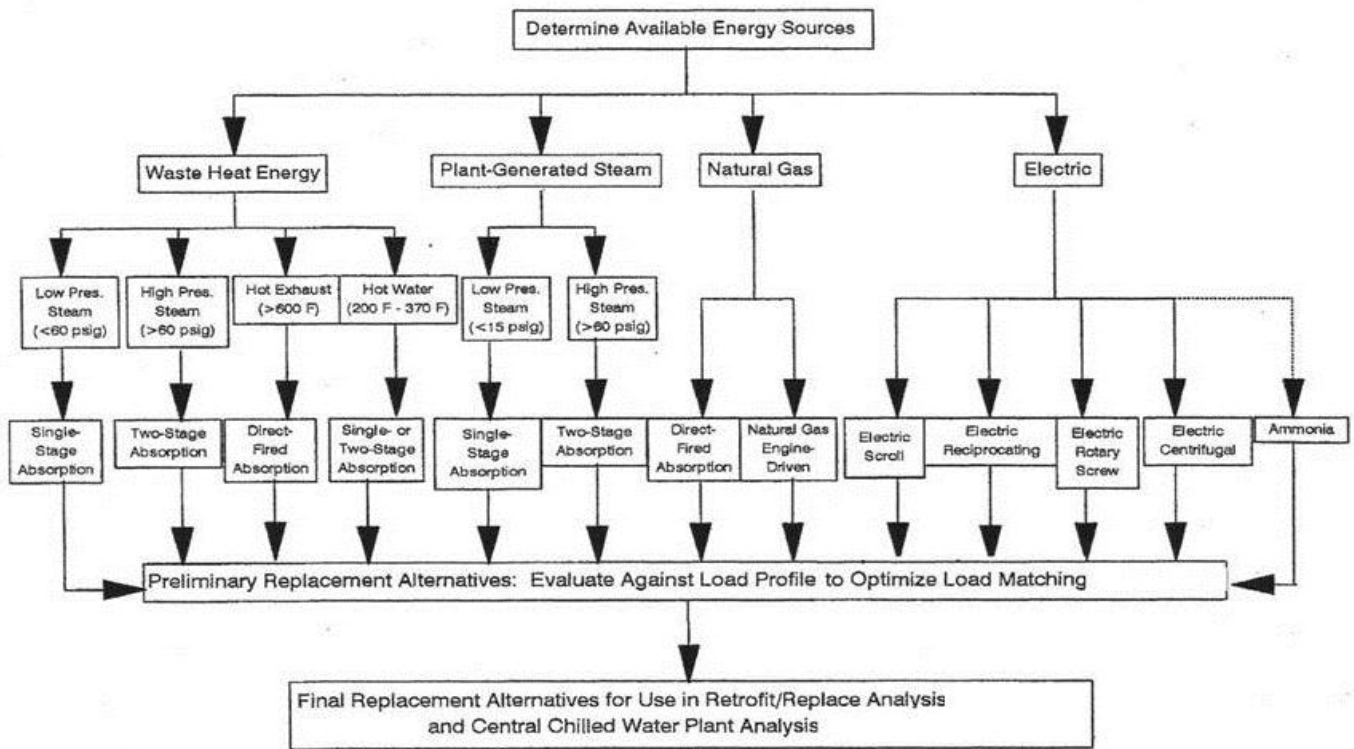 Determine Available Energy Sources
Waste Heat Energy
Plant-Generated Steam
Natural Gas
Electric
Low Pres.
Steam
(<60 psig)
High Pres.
Steam
(>60 psig)
Hot Exhaust
(>600 F)
Hot Water
(200 F - 370 F)
Low Pres.
Steam
(<15 psig)
High Pres.
Steam
(>60 psig)
Single-
Stage
Absorption
Two-Stage
Absorption
Direct-
Fired
Absorption
Single- or
Two-Stage
Absorption
Single-
Stage
Absorption
Two-Stage
Absorption
Direct-
Fired
Absorption
Natural Gas
Engine-
Driven
Electric
Scroll
Electric
Reciprocating
Electric
Rotary
Screw
Electric
Centrifugal
Ammonia
Preliminary Replacement Alternatives: Evaluate Against Load Profile to Optimize Load Matching
Final Replacement Alternatives for Use in Retrofit/Replace Analysis
and Central Chilled Water Plant Analysis